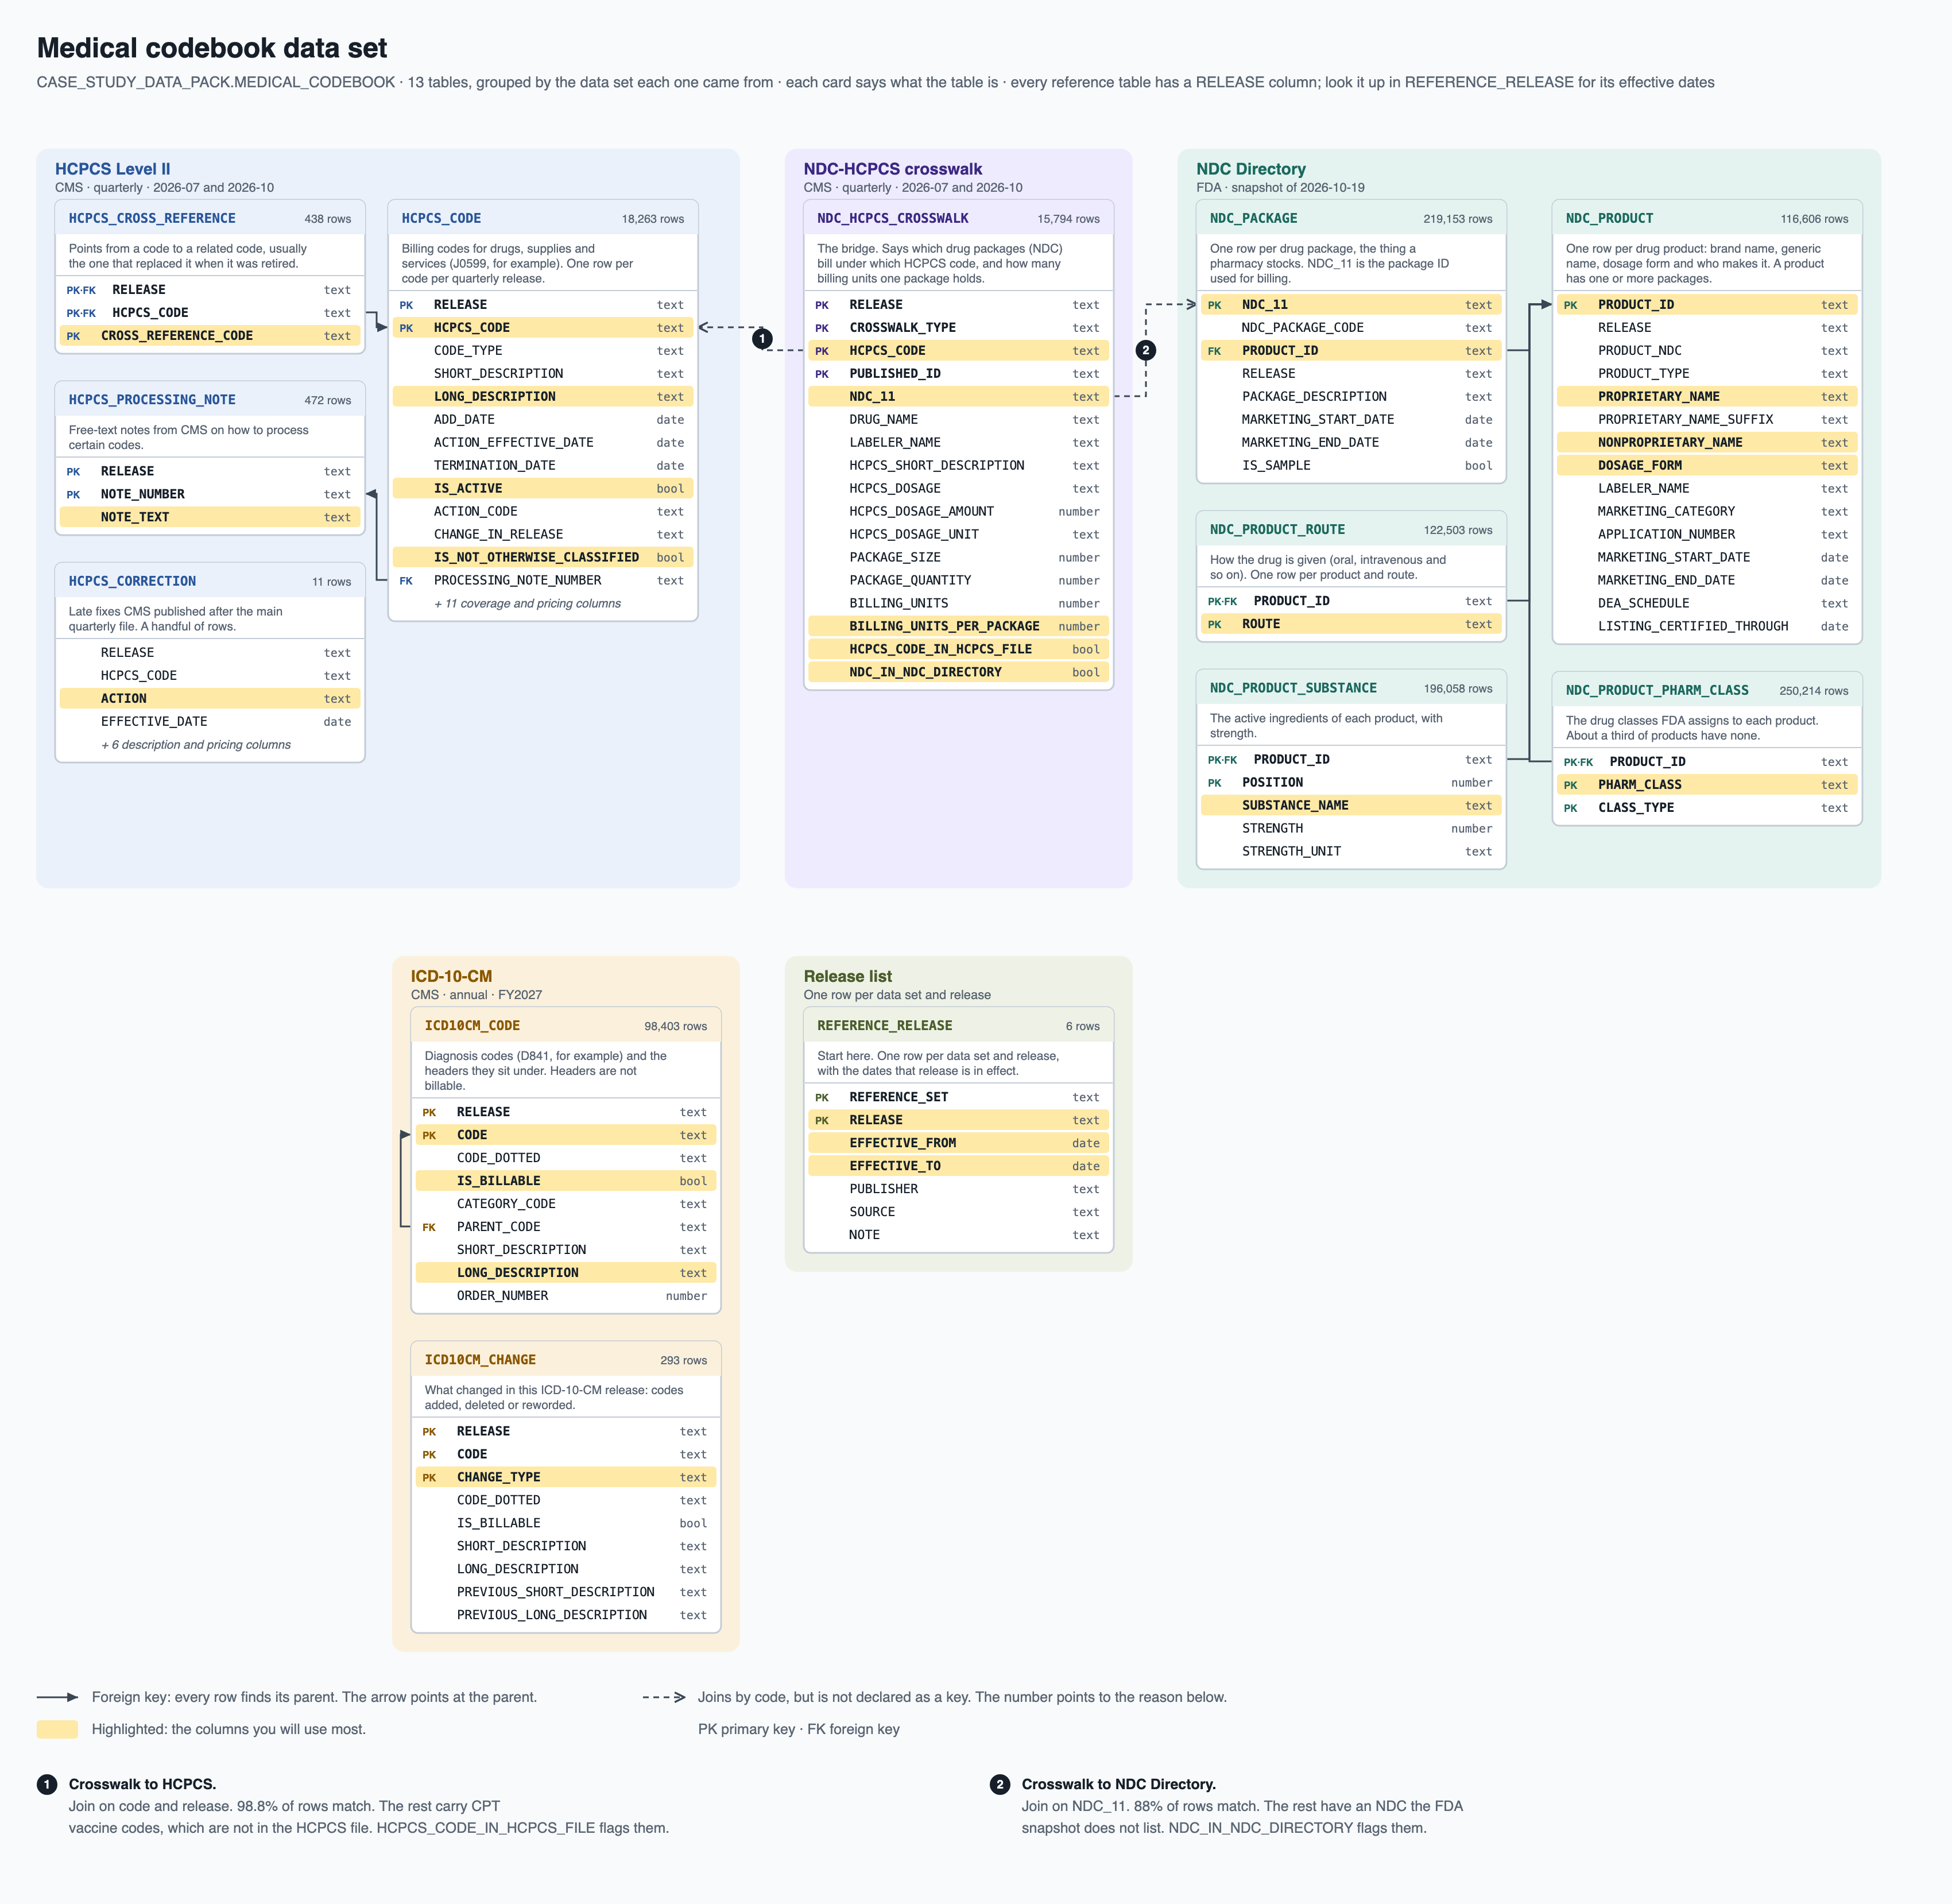 Medical codebook data set
CASE_STUDY_DATA_PACK.MEDICAL_CODEBOOK · 13 tables, grouped by the data set each one came from · each card says what the table is · every reference table has a RELEASE column; look it up in REFERENCE_RELEASE for its effective dates
HCPCS Level II
CMS · quarterly · 2026-07 and 2026-10
HCPCS_CROSS_REFERENCE 438 rows
Points from a code to a related code, usually
the one that replaced it when it was retired.
PK·FK RELEASE text
PK·FK HCPCS_CODE text
PK CROSS_REFERENCE_CODE text
HCPCS_PROCESSING_NOTE 472 rows
Free-text notes from CMS on how to process
certain codes.
PK RELEASE text
PK NOTE_NUMBER text
NOTE_TEXT text
HCPCS_CORRECTION 11 rows
Late fixes CMS published after the main
quarterly file. A handful of rows.
RELEASE text
HCPCS_CODE text
ACTION text
EFFECTIVE_DATE date
+ 6 description and pricing columns
HCPCS_CODE 18,263 rows
Billing codes for drugs, supplies and
services (J0599, for example). One row per
code per quarterly release.
PK RELEASE text
PK HCPCS_CODE text
CODE_TYPE text
SHORT_DESCRIPTION text
LONG_DESCRIPTION text
ADD_DATE date
ACTION_EFFECTIVE_DATE date
TERMINATION_DATE date
IS_ACTIVE bool
ACTION_CODE text
CHANGE_IN_RELEASE text
IS_NOT_OTHERWISE_CLASSIFIED bool
FK PROCESSING_NOTE_NUMBER text
+ 11 coverage and pricing columns
1
NDC-HCPCS crosswalk
CMS · quarterly · 2026-07 and 2026-10
NDC_HCPCS_CROSSWALK 15,794 rows
The bridge. Says which drug packages (NDC)
bill under which HCPCS code, and how many
billing units one package holds.
PK RELEASE text
PK CROSSWALK_TYPE text
PK HCPCS_CODE text
PK PUBLISHED_ID text
NDC_11 text
DRUG_NAME text
LABELER_NAME text
HCPCS_SHORT_DESCRIPTION text
HCPCS_DOSAGE text
HCPCS_DOSAGE_AMOUNT number
HCPCS_DOSAGE_UNIT text
PACKAGE_SIZE number
PACKAGE_QUANTITY number
BILLING_UNITS number
BILLING_UNITS_PER_PACKAGE number
HCPCS_CODE_IN_HCPCS_FILE bool
NDC_IN_NDC_DIRECTORY bool
2
NDC Directory
FDA · snapshot of 2026-10-19
NDC_PACKAGE 219,153 rows
One row per drug package, the thing a
pharmacy stocks. NDC_11 is the package ID
used for billing.
PK NDC_11 text
NDC_PACKAGE_CODE text
FK PRODUCT_ID text
RELEASE text
PACKAGE_DESCRIPTION text
MARKETING_START_DATE date
MARKETING_END_DATE date
IS_SAMPLE bool
NDC_PRODUCT_ROUTE 122,503 rows
How the drug is given (oral, intravenous and
so on). One row per product and route.
PK·FK PRODUCT_ID text
PK ROUTE text
NDC_PRODUCT_SUBSTANCE 196,058 rows
The active ingredients of each product, with
strength.
PK·FK PRODUCT_ID text
PK POSITION number
SUBSTANCE_NAME text
STRENGTH number
STRENGTH_UNIT text
NDC_PRODUCT 116,606 rows
One row per drug product: brand name, generic
name, dosage form and who makes it. A product
has one or more packages.
PK PRODUCT_ID text
RELEASE text
PRODUCT_NDC text
PRODUCT_TYPE text
PROPRIETARY_NAME text
PROPRIETARY_NAME_SUFFIX text
NONPROPRIETARY_NAME text
DOSAGE_FORM text
LABELER_NAME text
MARKETING_CATEGORY text
APPLICATION_NUMBER text
MARKETING_START_DATE date
MARKETING_END_DATE date
DEA_SCHEDULE text
LISTING_CERTIFIED_THROUGH date
NDC_PRODUCT_PHARM_CLASS 250,214 rows
The drug classes FDA assigns to each product.
About a third of products have none.
PK·FK PRODUCT_ID text
PK PHARM_CLASS text
PK CLASS_TYPE text
ICD-10-CM
CMS · annual · FY2027
ICD10CM_CODE 98,403 rows
Diagnosis codes (D841, for example) and the
headers they sit under. Headers are not
billable.
PK RELEASE text
PK CODE text
CODE_DOTTED text
IS_BILLABLE bool
CATEGORY_CODE text
FK PARENT_CODE text
SHORT_DESCRIPTION text
LONG_DESCRIPTION text
ORDER_NUMBER number
ICD10CM_CHANGE 293 rows
What changed in this ICD-10-CM release: codes
added, deleted or reworded.
PK RELEASE text
PK CODE text
PK CHANGE_TYPE text
CODE_DOTTED text
IS_BILLABLE bool
SHORT_DESCRIPTION text
LONG_DESCRIPTION text
PREVIOUS_SHORT_DESCRIPTION text
PREVIOUS_LONG_DESCRIPTION text
Release list
One row per data set and release
REFERENCE_RELEASE 6 rows
Start here. One row per data set and release,
with the dates that release is in effect.
PK REFERENCE_SET text
PK RELEASE text
EFFECTIVE_FROM date
EFFECTIVE_TO date
PUBLISHER text
SOURCE text
NOTE text
Foreign key: every row finds its parent. The arrow points at the parent.
Joins by code, but is not declared as a key. The number points to the reason below.
Highlighted: the columns you will use most.
PK primary key · FK foreign key
1 Crosswalk to HCPCS.
Join on code and release. 98.8% of rows match. The rest carry CPT
vaccine codes, which are not in the HCPCS file. HCPCS_CODE_IN_HCPCS_FILE flags them.
2 Crosswalk to NDC Directory.
Join on NDC_11. 88% of rows match. The rest have an NDC the FDA
snapshot does not list. NDC_IN_NDC_DIRECTORY flags them.